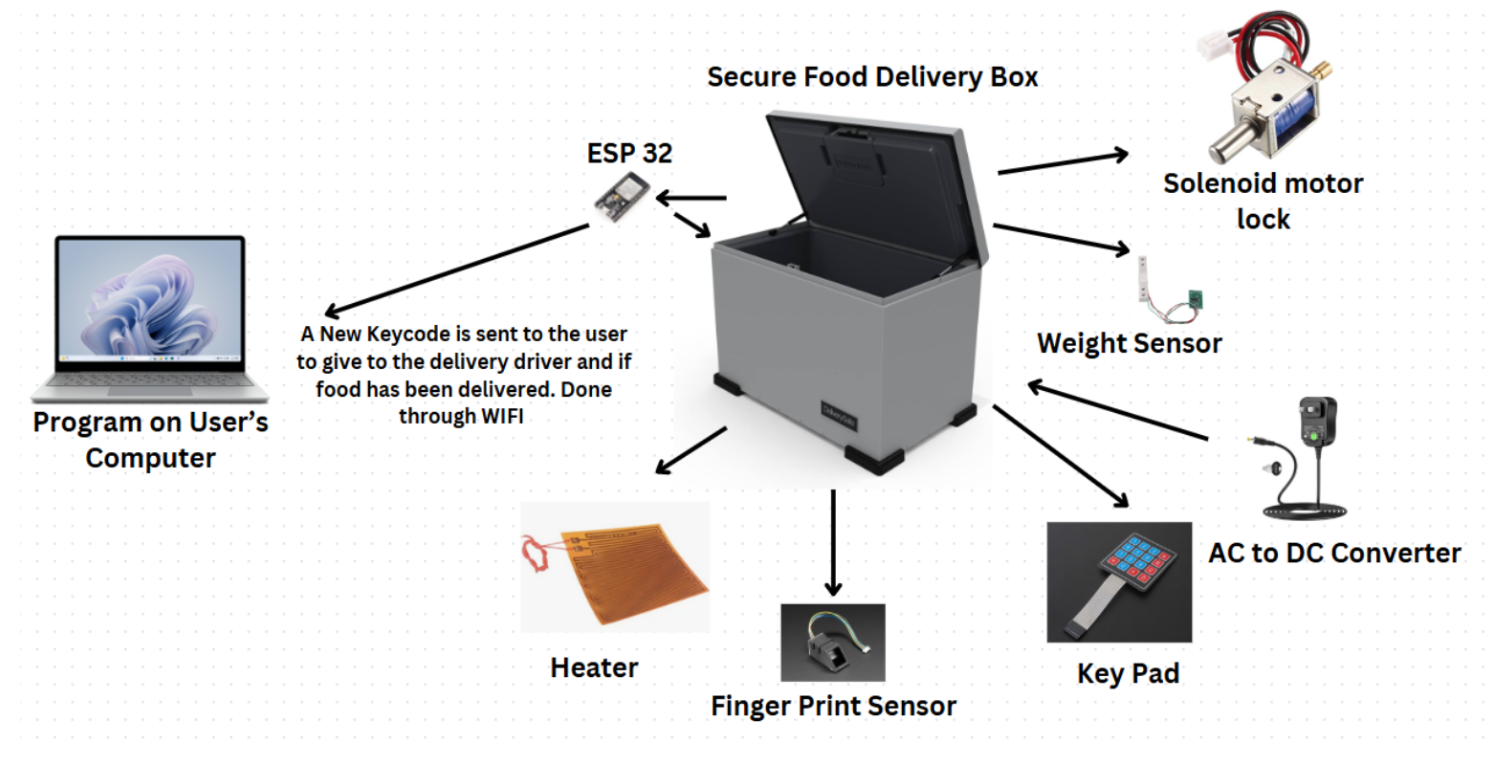 Secure Food Delivery Box
ESP 32
Solenoid motor
lock
Weight Sensor
A New Keycode is sent to the user
to give to the delivery driver and if
food has been delivered. Done
through WIFI
Program on User's
Computer
AC to DC Converter
Heater
Finger Print Sensor
Key Pad